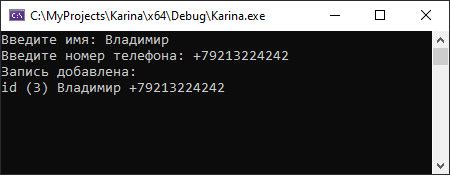 C:\MyProjects\Karina\x64\Debug\Karina.exe
Введите имя: Владимир
Введите номер телефона: +79213224242
Запись добавлена:
id (3) Владимир +79213224242